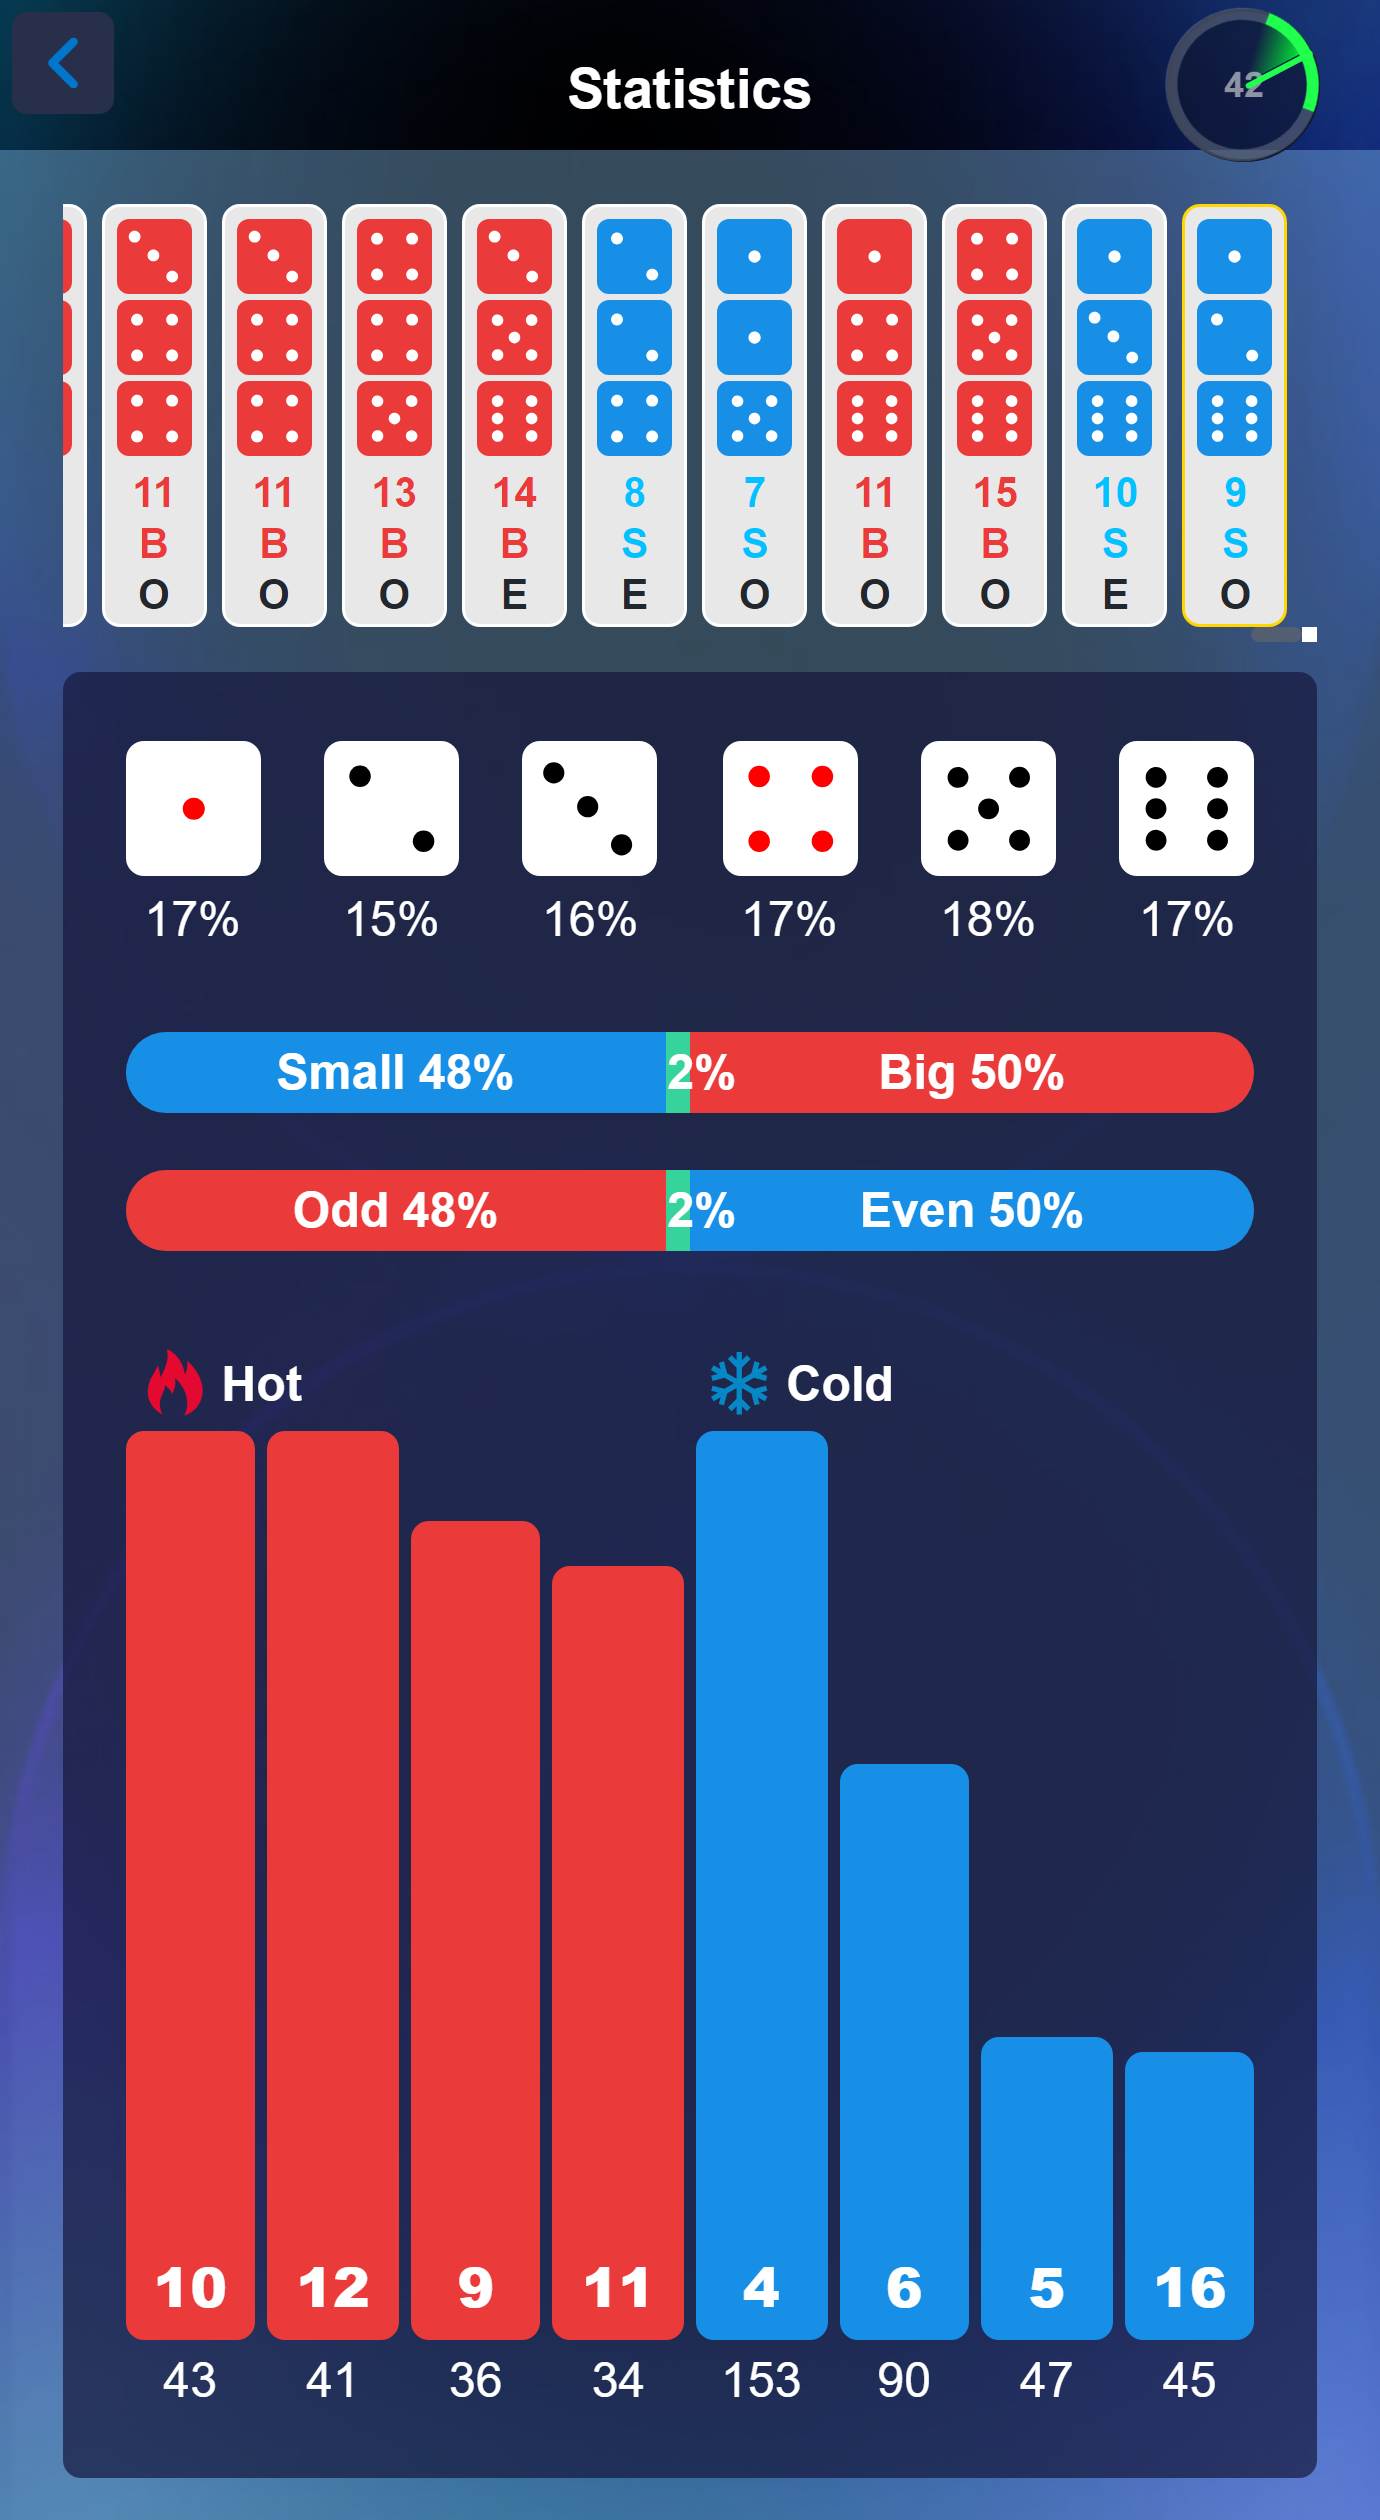 Statistics
42
11 11 13 14 8 7 11 15 10 9
B B B B S S B B S S
O O O E E O O O E O
17% 15% 16% 17% 18% 17%
Small 48% 2% Big 50%
Odd 48% 2% Even 50%
Hot Cold
10 12 9 11 4 6 5 16
43 41 36 34 153 90 47 45